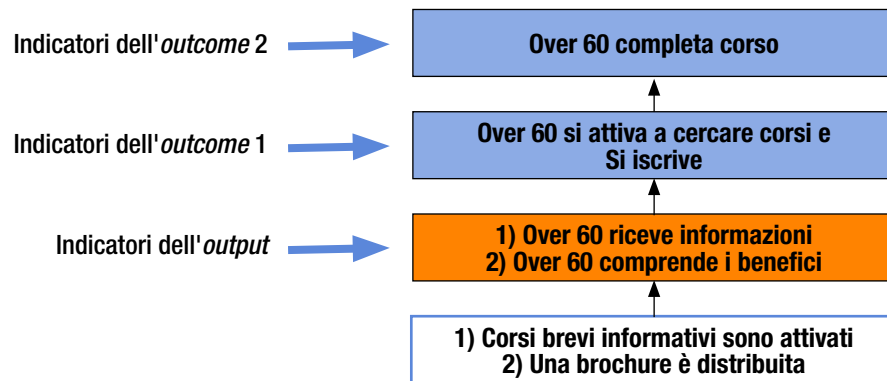 Indicatori dell'outcome 2
Over 60 completa corso
Indicatori dell'outcome 1
Over 60 si attiva a cercare corsi e
Si iscrive
Indicatori dell'output
1) Over 60 riceve informazioni
2) Over 60 comprende i benefici
1) Corsi brevi informativi sono attivati
2) Una brochure è distribuita